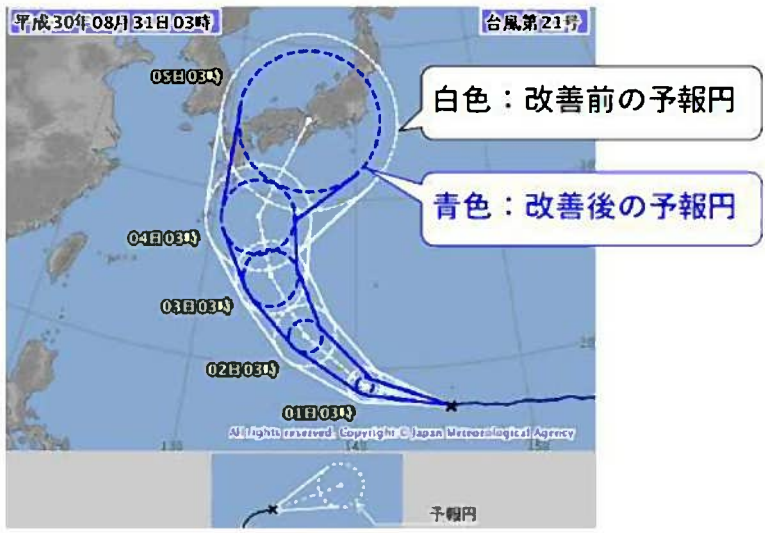 平成30年08月31日03時
台風第21号
05日03時
白色：改善前の予報円
青色：改善後の予報円
04日03時
03日03時
02日03時
01日03時
All rights reserved. Copyright © Japan Meteorological Agency
130
140
150
予報円